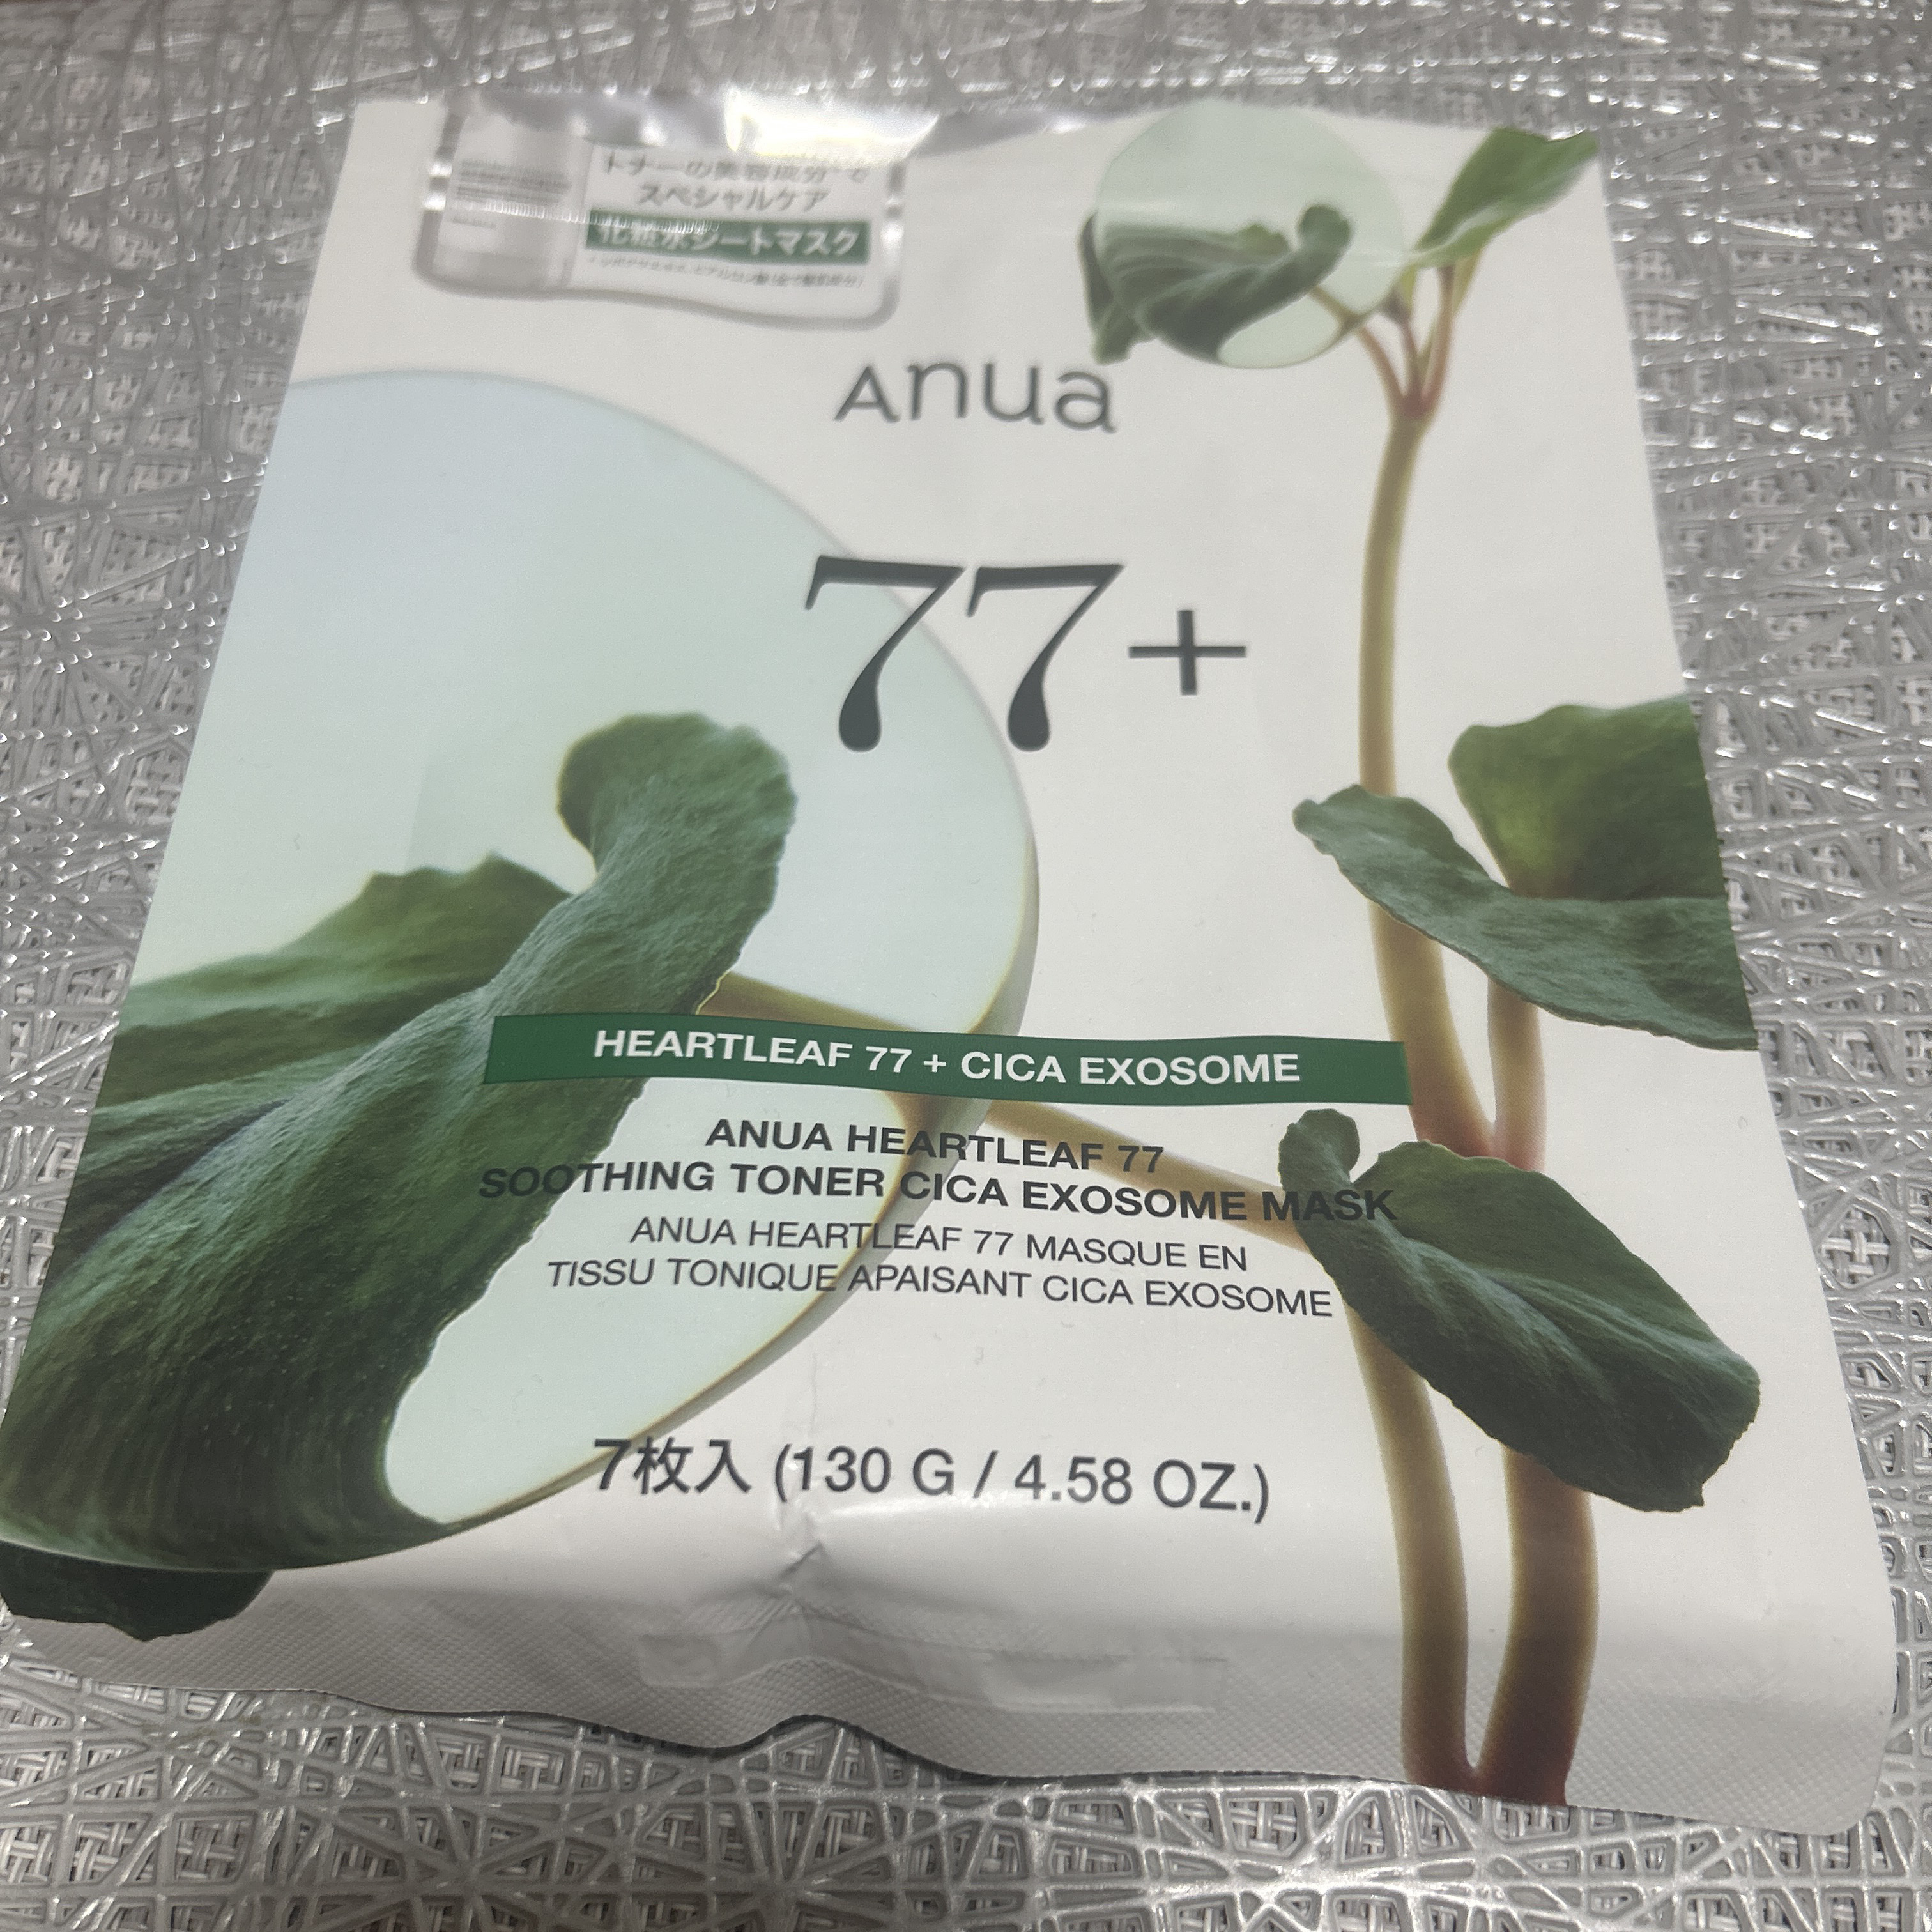 トナーの美容成分*で
スペシャルケア
化粧水シートマスク
Anua
77+
HEARTLEAF 77 + CICA EXOSOME
ANUA HEARTLEAF 77
SOOTHING TONER CICA EXOSOME MASK
ANUA HEARTLEAF 77 MASQUE EN
TISSU TONIQUE APAISANT CICA EXOSOME
7枚入 (130 G / 4.58 OZ.)